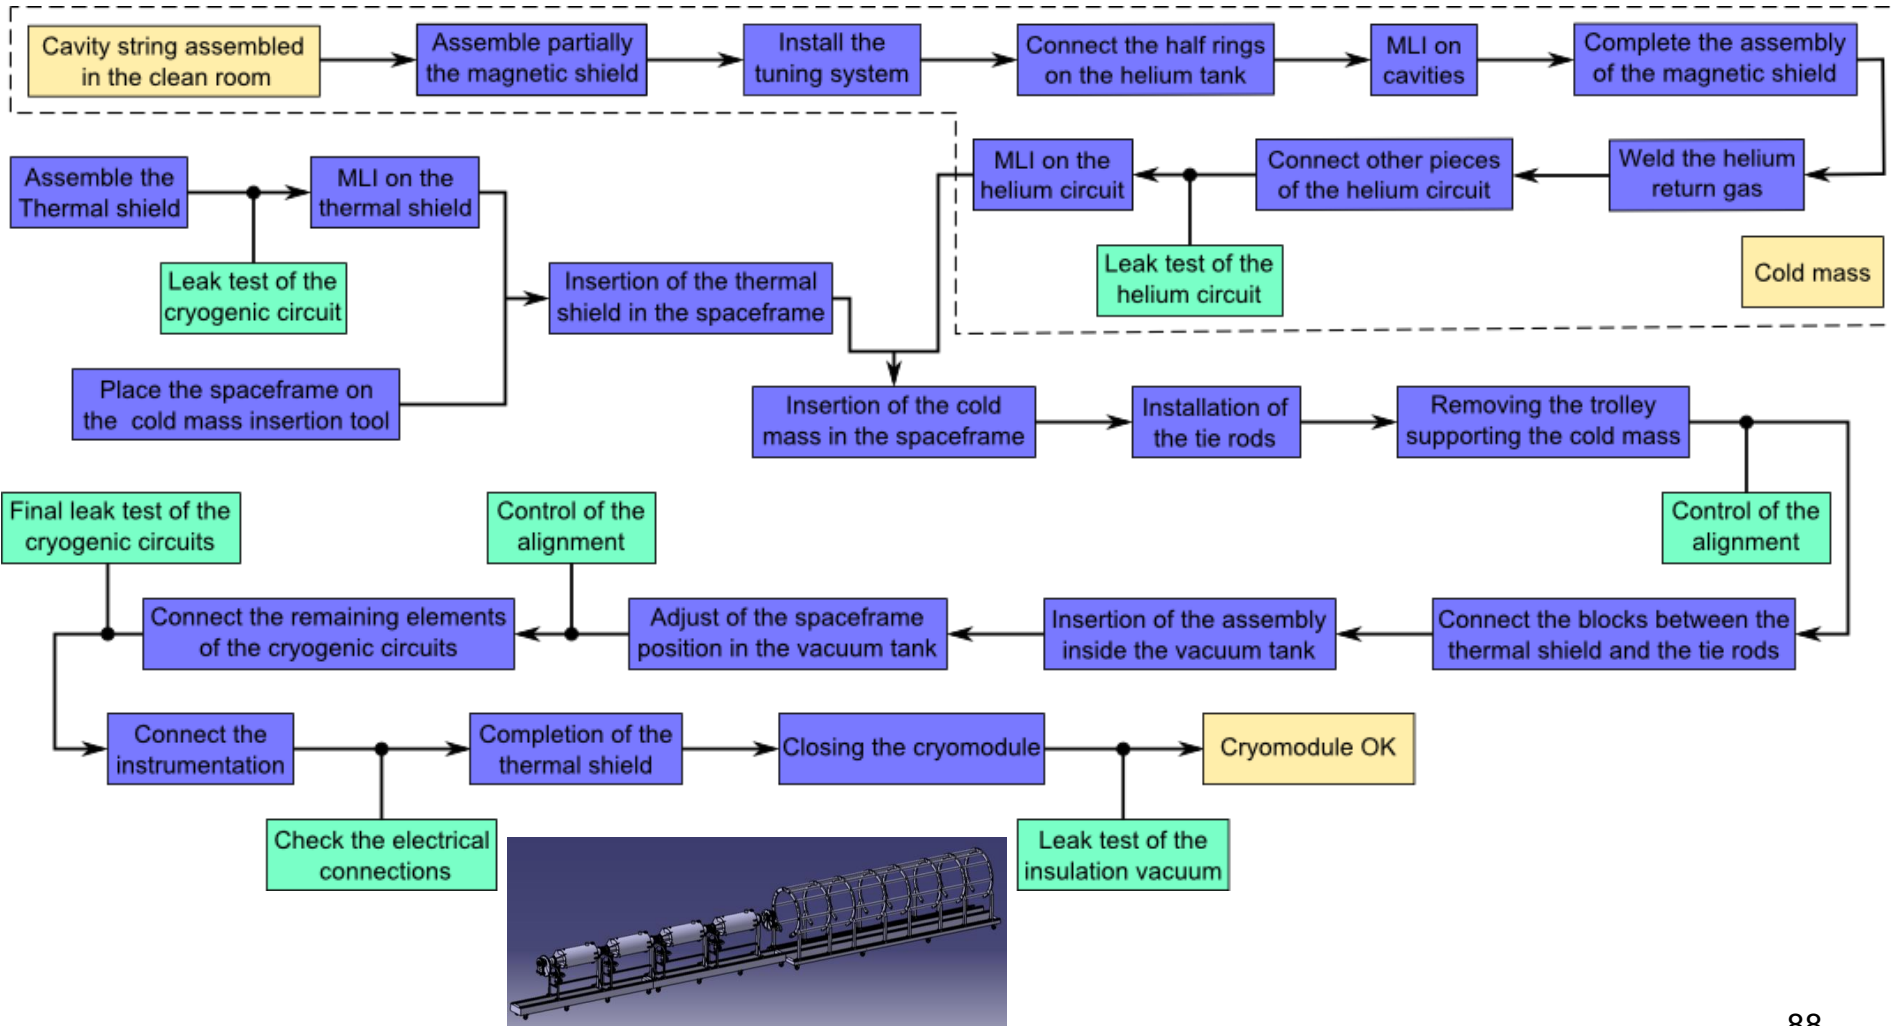 Cavity string assembled
in the clean room
Assemble partially
the magnetic shield
Install the
tuning system
Connect the half rings
on the helium tank
MLI on
cavities
Complete the assembly
of the magnetic shield
Weld the helium
return gas
Connect other pieces
of the helium circuit
MLI on the
helium circuit
Leak test of the
helium circuit
Cold mass
Assemble the
Thermal shield
MLI on the
thermal shield
Leak test of the
cryogenic circuit
Insertion of the thermal
shield in the spaceframe
Place the spaceframe on
the cold mass insertion tool
Insertion of the cold
mass in the spaceframe
Installation of
the tie rods
Removing the trolley
supporting the cold mass
Control of the
alignment
Connect the blocks between the
thermal shield and the tie rods
Insertion of the assembly
inside the vacuum tank
Adjust of the spaceframe
position in the vacuum tank
Control of the
alignment
Connect the remaining elements
of the cryogenic circuits
Final leak test of the
cryogenic circuits
Connect the
instrumentation
Check the electrical
connections
Completion of the
thermal shield
Closing the cryomodule
Leak test of the
insulation vacuum
Cryomodule OK
88